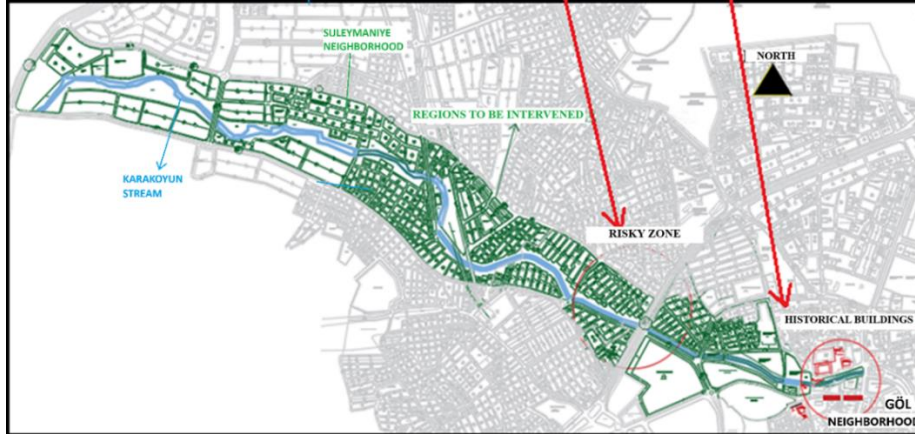 SULEYMANIYE
NEIGHBORHOOD
NORTH
REGIONS TO BE INTERVENED
KARAKOYUN
STREAM
RISKY ZONE
HISTORICAL BUILDINGS
GÖL
NEIGHBORHOOD